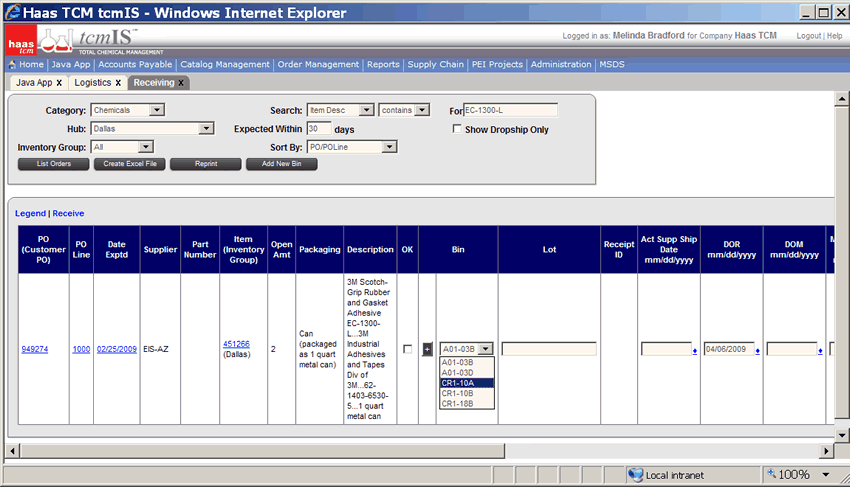 Haas TCM tcmIS - Windows Internet Explorer
haas tcm
tcmIS™
TOTAL CHEMICAL MANAGEMENT
Logged in as: Melinda Bradford for Company Haas TCM
Logout | Help
Home | Java App | Accounts Payable | Catalog Management | Order Management | Reports | Supply Chain | PEI Projects | Administration | MSDS
Java App x
Logistics x
Receiving x
Category: Chemicals
Search: Item Desc contains
For EC-1300-L
Hub: Dallas
Expected Within 30 days
Show Dropship Only
Inventory Group: All
Sort By: PO/POLine
List Orders
Create Excel File
Reprint
Add New Bin
Legend | Receive
PO
(Customer
PO)
PO
Line
Date
Exptd
Supplier
Part
Number
Item
(Inventory
Group)
Open
Amt
Packaging
Description
OK
Bin
Lot
Receipt
ID
Act Supp Ship
Date
mm/dd/yyyy
DOR
mm/dd/yyyy
DOM
mm/dd/yyyy
949274
1000
02/25/2009
EIS-AZ
451266
(Dallas)
2
Can
(packaged
as 1 quart
metal can)
3M Scotch-
Grip Rubber
and Gasket
Adhesive
EC-1300-
L...3M
Industrial
Adhesives
and Tapes
Div of
3M...62-
1403-6530-
5...1 quart
metal can
+
A01-03B
A01-03B
A01-03D
CR1-10A
CR1-10B
CR1-18B
04/06/2009
Local intranet
100%